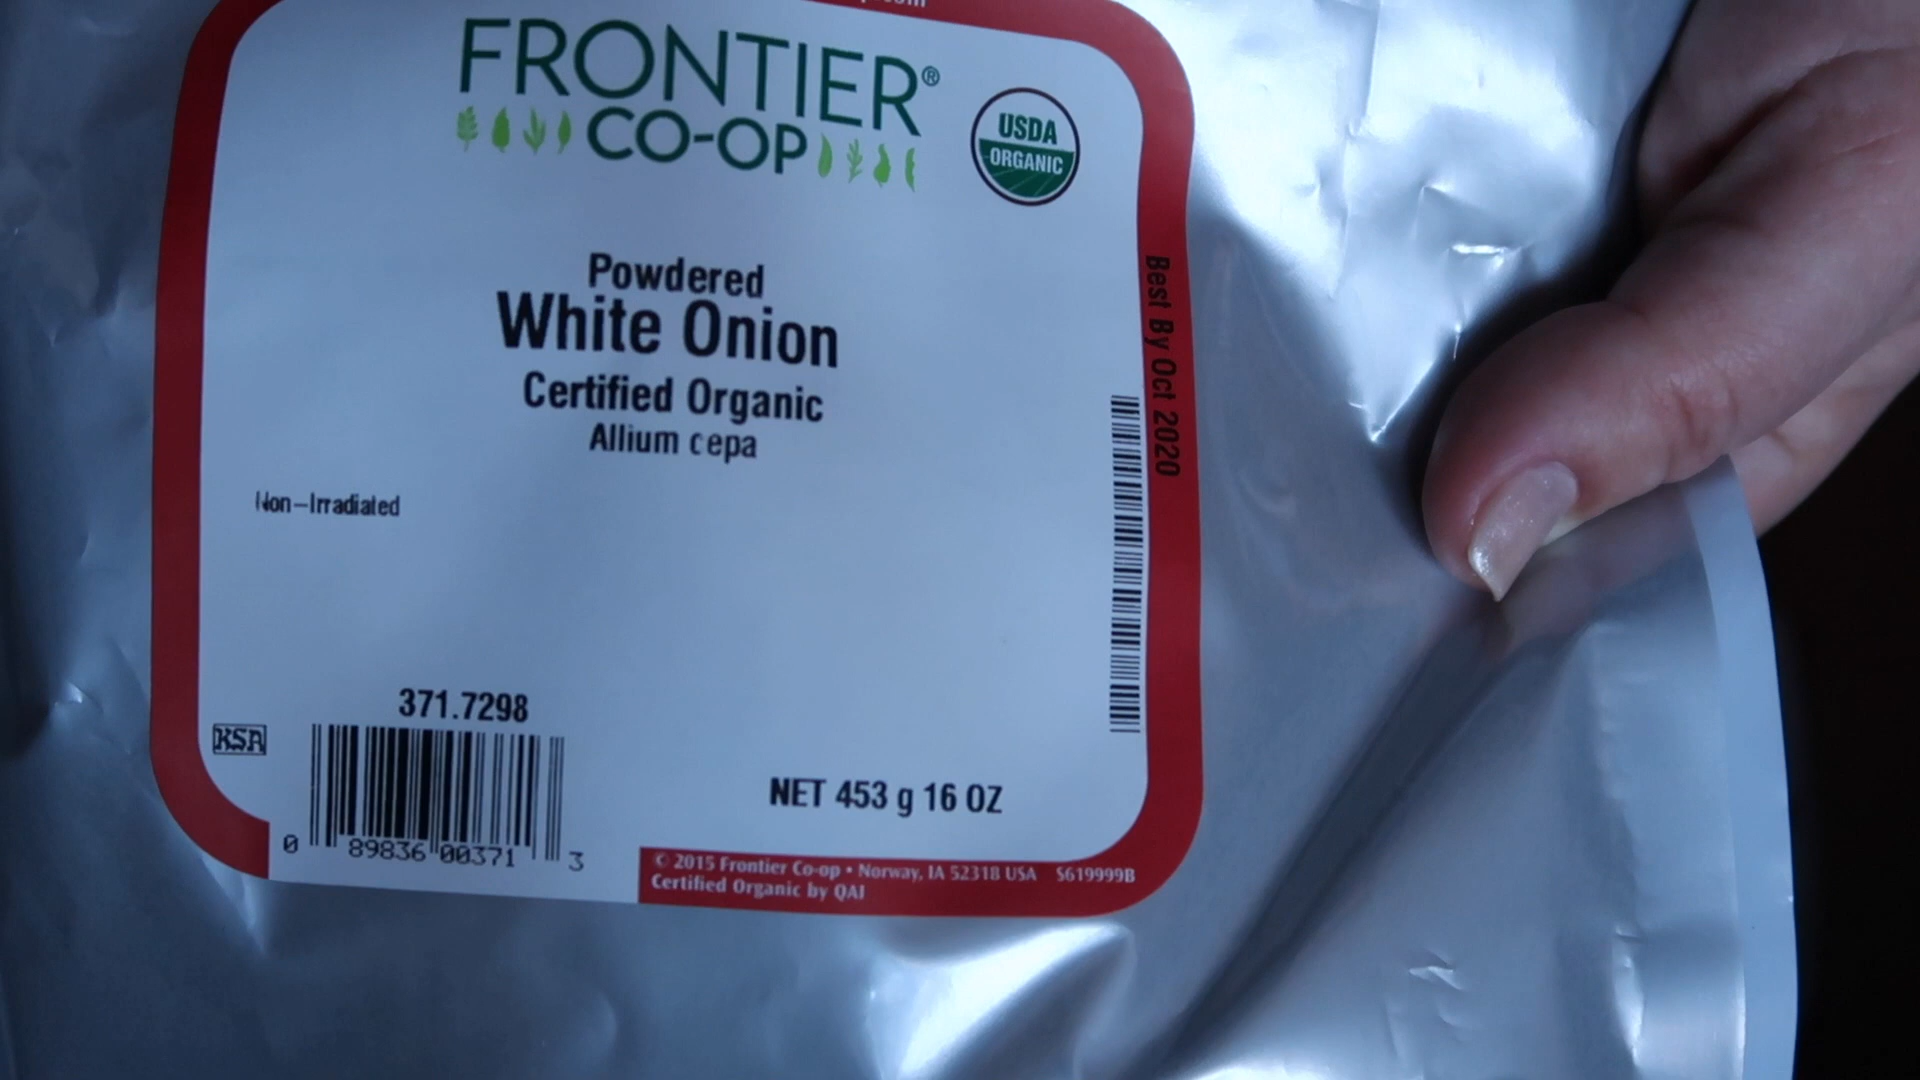 FRONTIER®
CO-OP
USDA
ORGANIC
Powdered
White Onion
Certified Organic
Allium cepa
Best By Oct 2020
Non-Irradiated
371.7298
KSA
0 89836 00371 3
NET 453 g 16 OZ
© 2015 Frontier Co-op • Norway, IA 52318 USA S619999B
Certified Organic by QAI